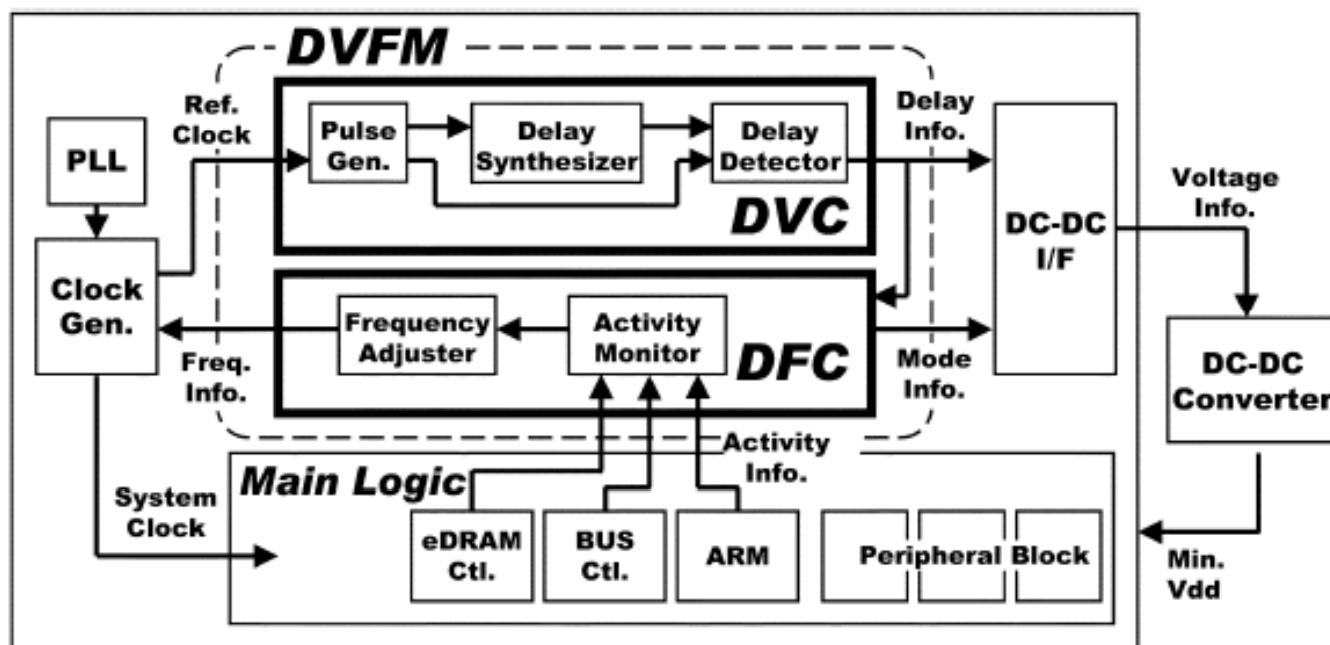 DVFM
Ref.
Clock
Delay
Info.
PLL
Pulse
Gen.
Delay
Synthesizer
Delay
Detector
DVC
DC-DC
I/F
Voltage
Info.
Clock
Gen.
Frequency
Adjuster
Activity
Monitor
DFC
Freq.
Info.
Mode
Info.
DC-DC
Converter
Activity
Info.
Main Logic
System
Clock
eDRAM
Ctl.
BUS
Ctl.
ARM
Peripheral Block
Min.
Vdd